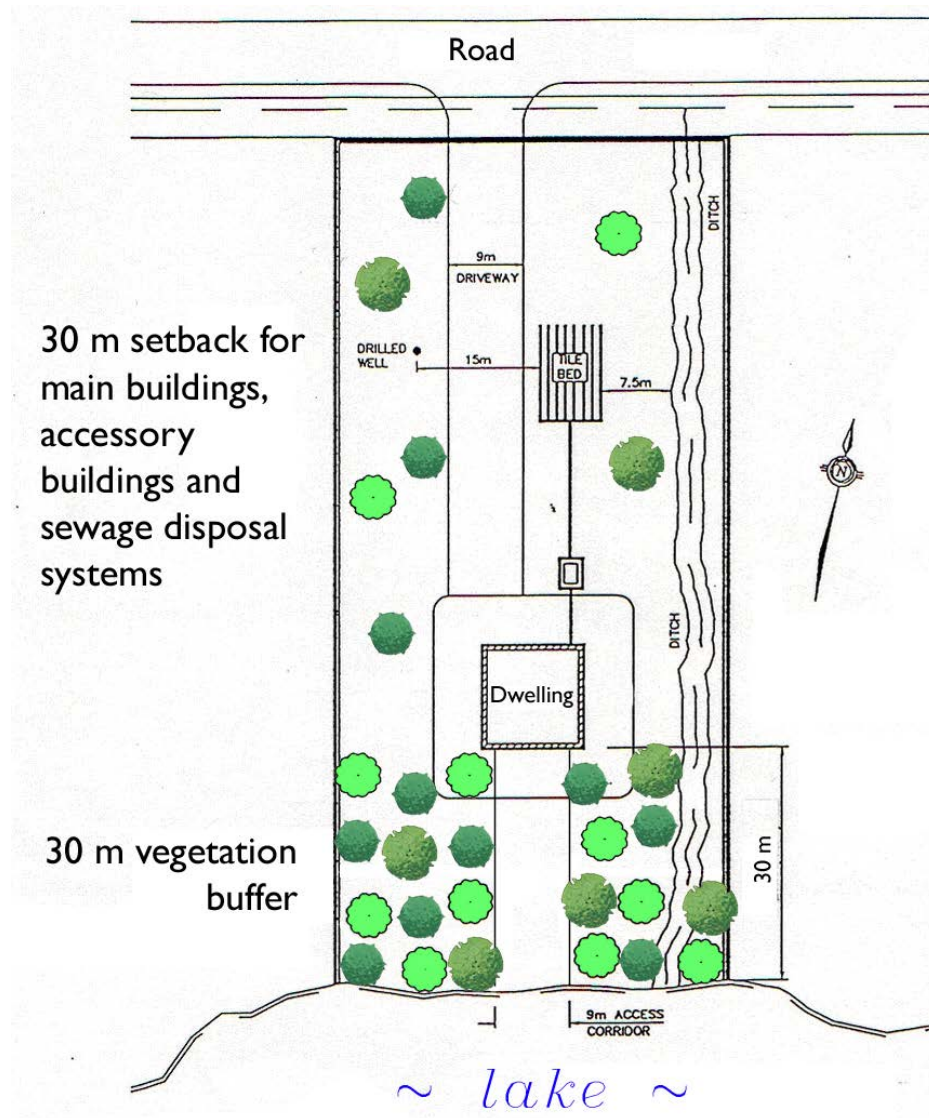 Road
DITCH
9m
DRIVEWAY
30 m setback for
main buildings,
accessory
buildings and
sewage disposal
systems
DRILLED
WELL
15m
TILE
BED
7.5m
N
DITCH
Dwelling
30 m vegetation
buffer
30 m
9m ACCESS
CORRIDOR
~ lake ~